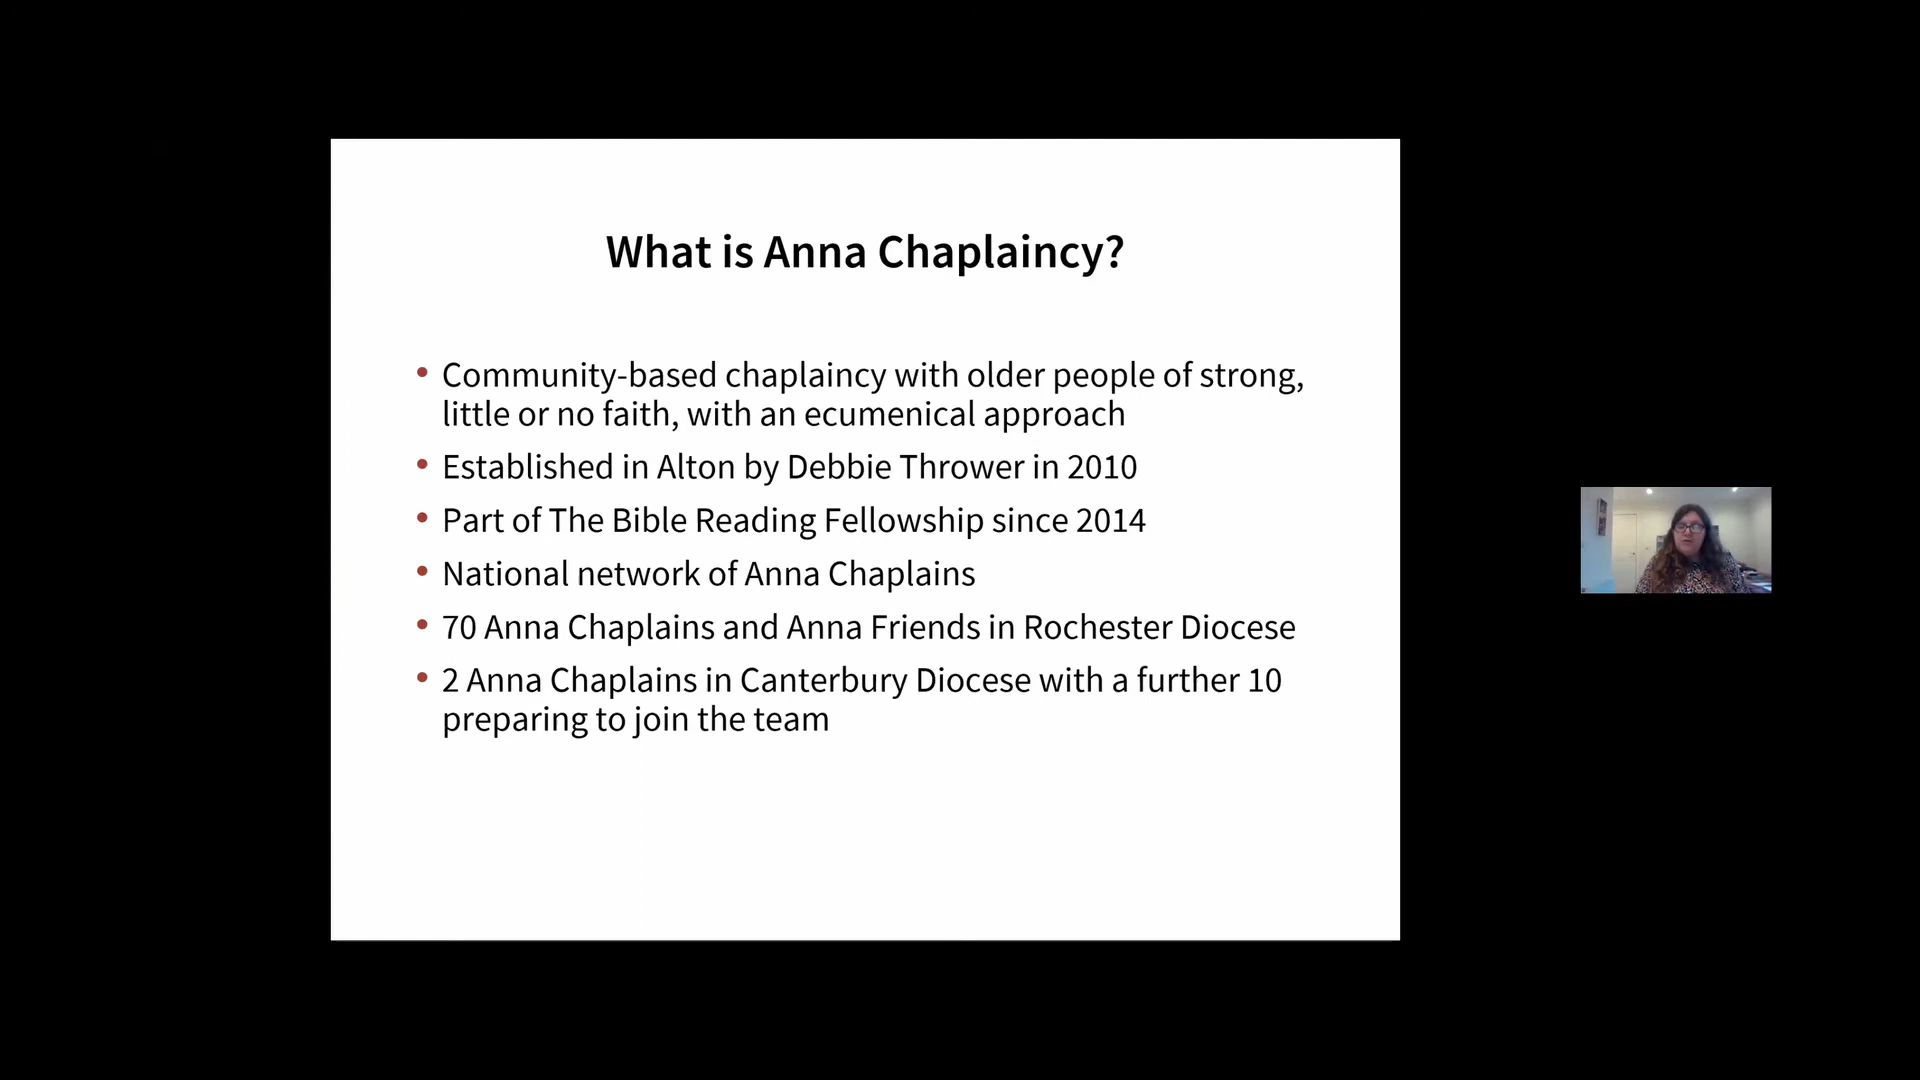 What is Anna Chaplaincy?
• Community-based chaplaincy with older people of strong,
little or no faith, with an ecumenical approach
• Established in Alton by Debbie Thrower in 2010
• Part of The Bible Reading Fellowship since 2014
• National network of Anna Chaplains
• 70 Anna Chaplains and Anna Friends in Rochester Diocese
• 2 Anna Chaplains in Canterbury Diocese with a further 10
preparing to join the team